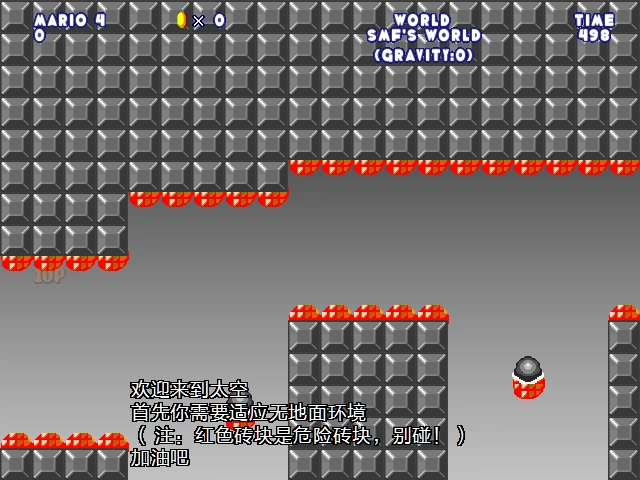 MARIO 4 × 0 WORLD TIME
0 SMF'S WORLD 498
(GRAVITY:0)
1UP
欢迎来到太空
首先你需要适应无地面环境
（ 注：红色砖块是危险砖块，别碰！ ）
加油吧